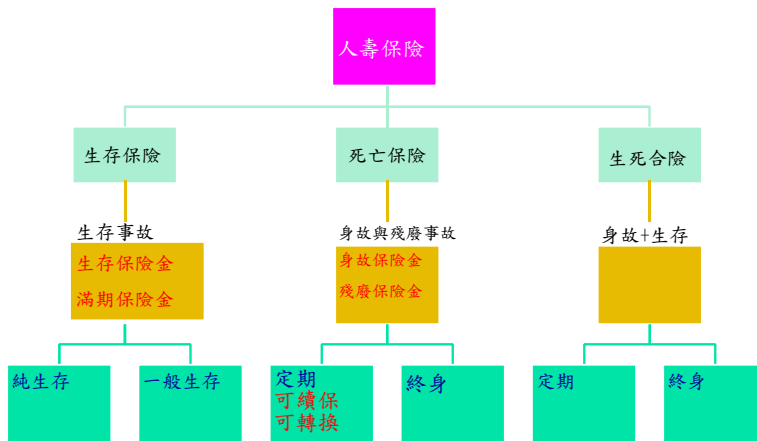 人壽保險
生存保險
死亡保險
生死合險
生存事故
身故與殘廢事故
身故+生存
生存保險金
滿期保險金
身故保險金
殘廢保險金
純生存
一般生存
定期
可續保
可轉換
終身
定期
終身